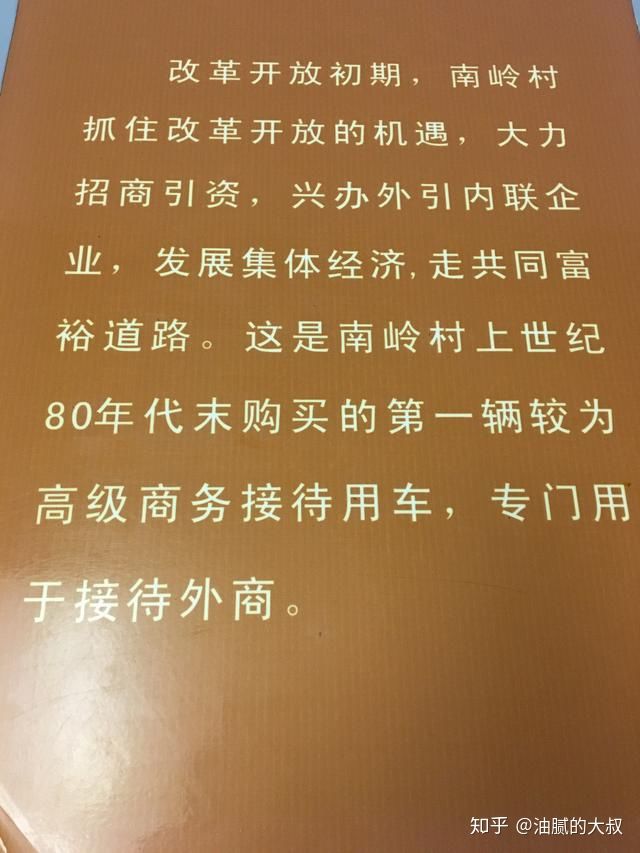 改革开放初期，南岭村
抓住改革开放的机遇，大力
招商引资，兴办外引内联企
业，发展集体经济,走共同富
裕道路。这是南岭村上世纪
80年代末购买的第一辆较为
高级商务接待用车，专门用
于接待外商。
知乎 @油腻的大叔